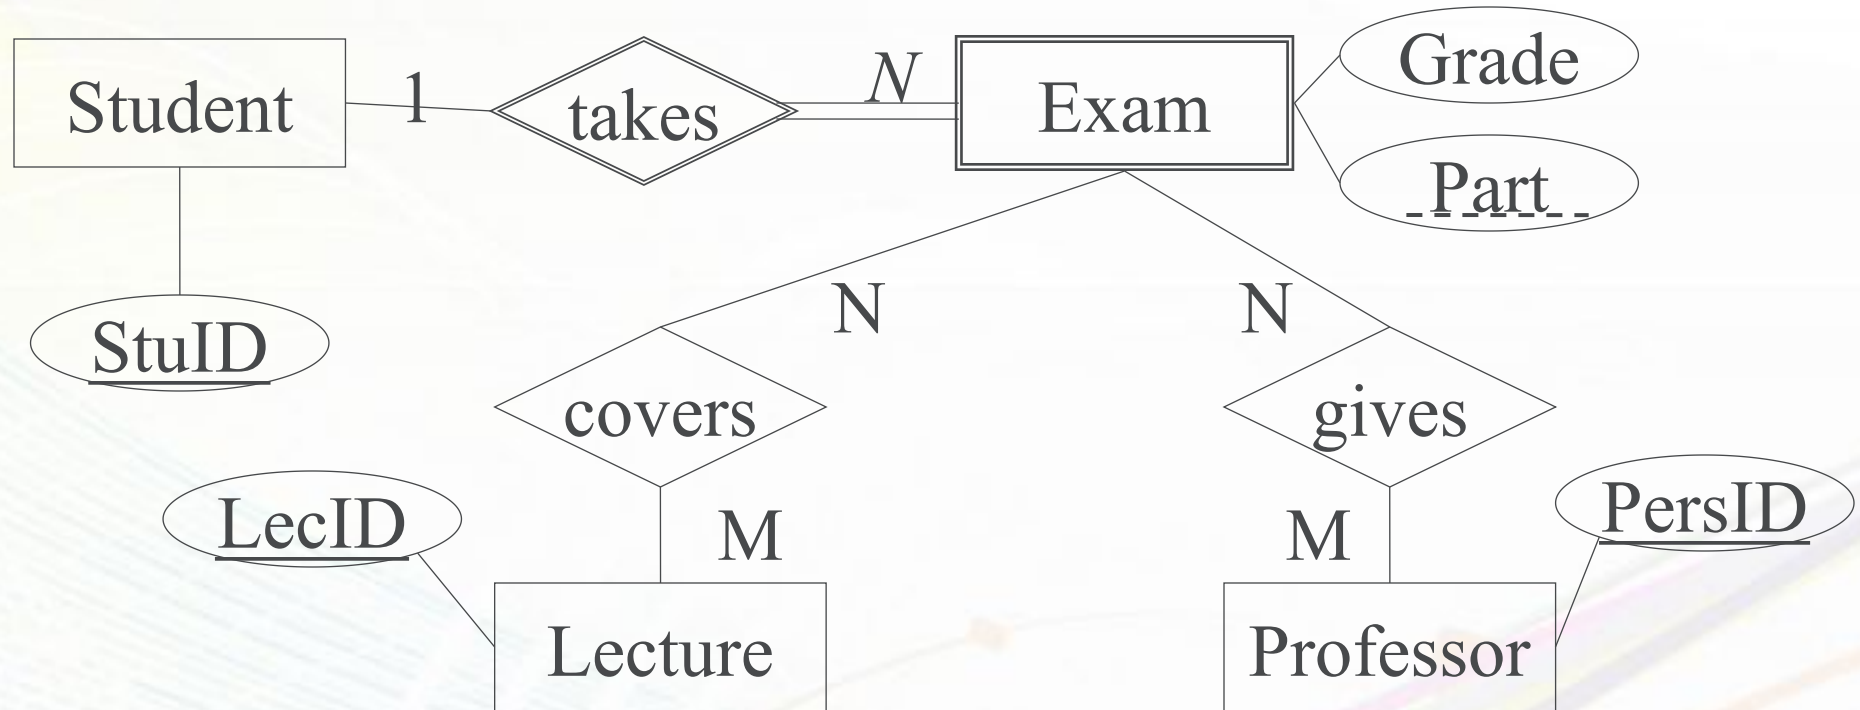 Student
1
takes
N
Exam
Grade
Part
StuID
N
N
covers
gives
LecID
M
M
PersID
Lecture
Professor